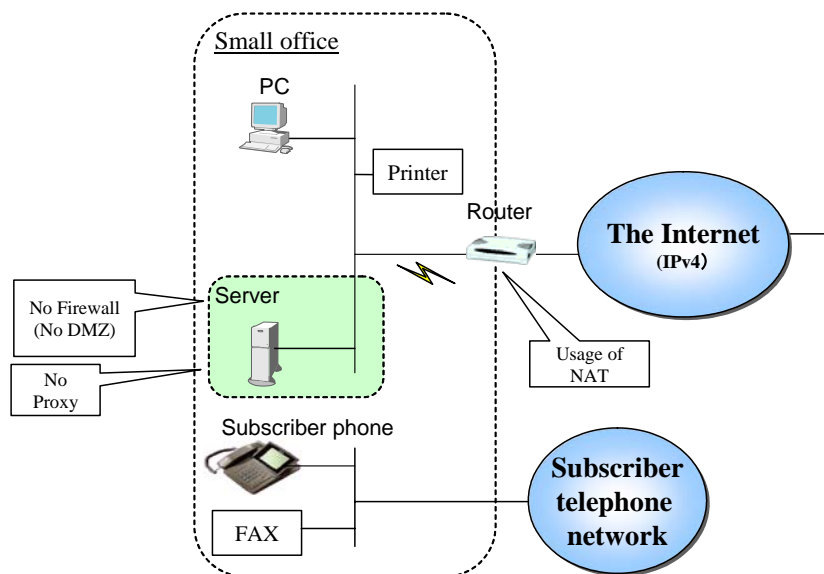 Small office
PC
Printer
Router
The Internet
(IPv4)
No Firewall
(No DMZ)
Server
Usage of
NAT
No
Proxy
Subscriber phone
Subscriber
telephone
network
FAX